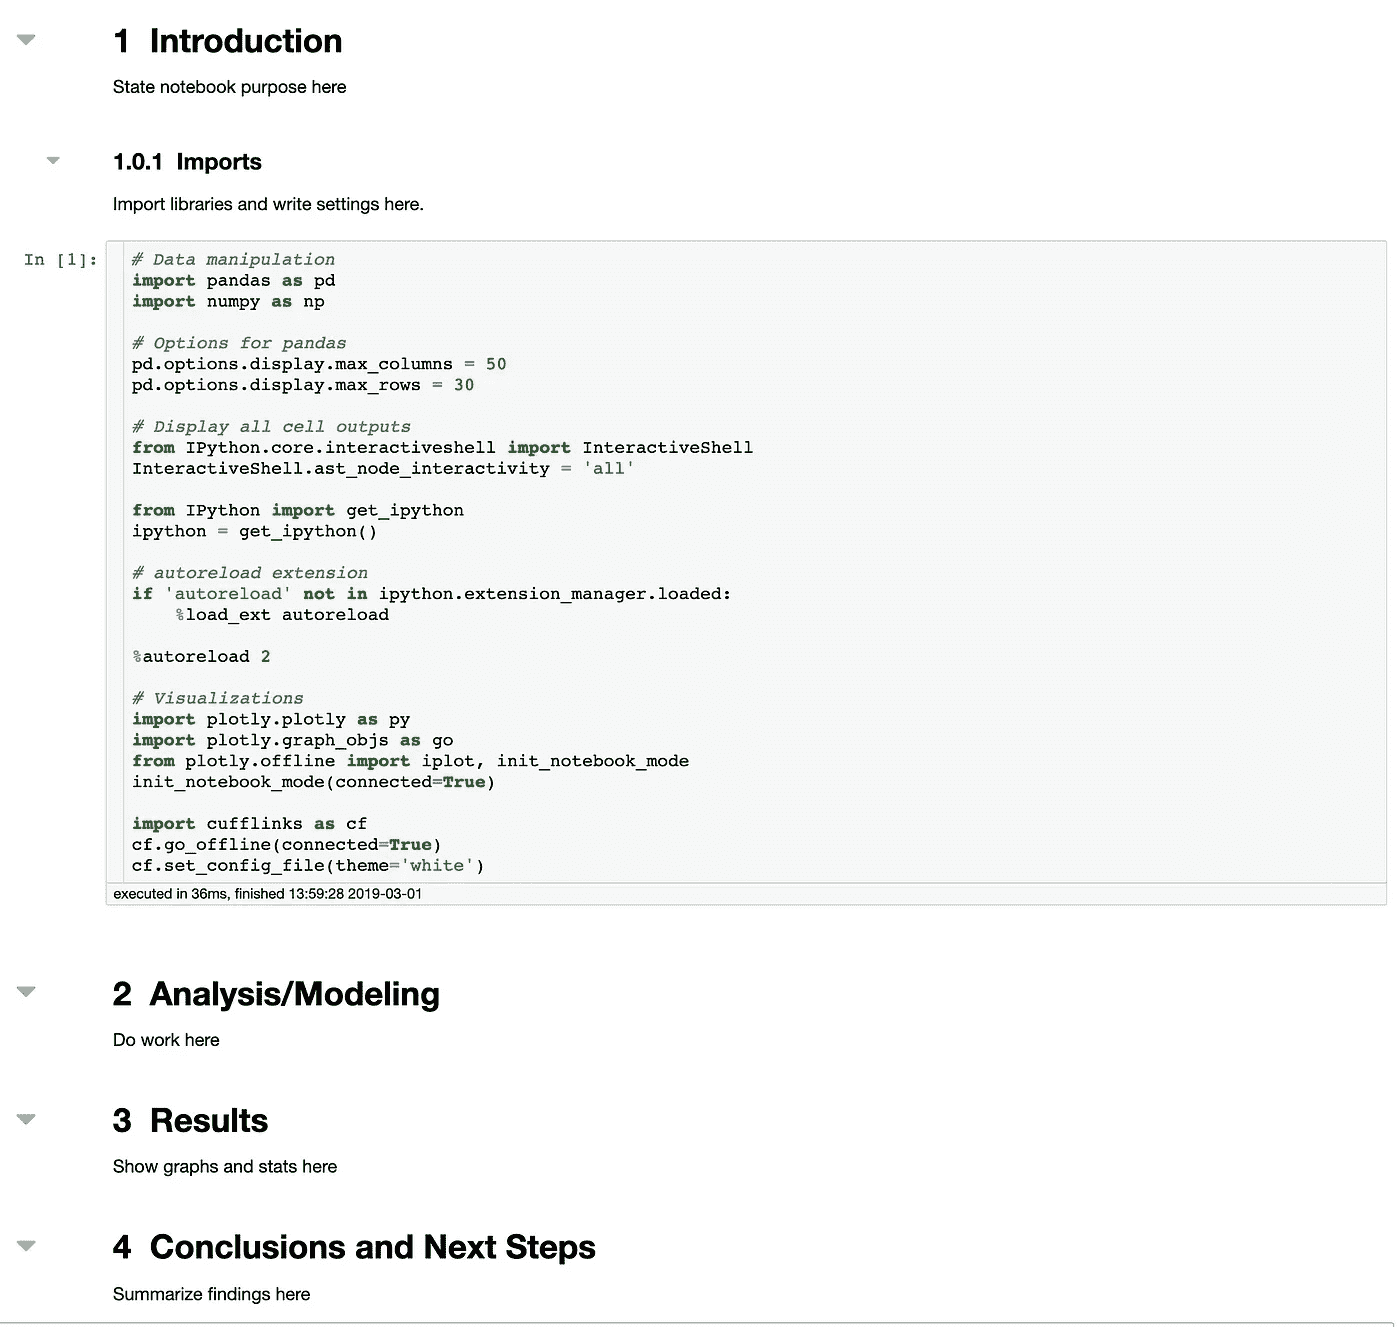 1 Introduction
State notebook purpose here
1.0.1 Imports
Import libraries and write settings here.
In [1]:
# Data manipulation
import pandas as pd
import numpy as np
# Options for pandas
pd.options.display.max_columns = 50
pd.options.display.max_rows = 30
# Display all cell outputs
from IPython.core.interactiveshell import InteractiveShell
InteractiveShell.ast_node_interactivity = 'all'
from IPython import get_ipython
ipython = get_ipython()
# autoreload extension
if 'autoreload' not in ipython.extension_manager.loaded:
    %load_ext autoreload
%autoreload 2
# Visualizations
import plotly.plotly as py
import plotly.graph_objs as go
from plotly.offline import iplot, init_notebook_mode
init_notebook_mode(connected=True)
import cufflinks as cf
cf.go_offline(connected=True)
cf.set_config_file(theme='white')
executed in 36ms, finished 13:59:28 2019-03-01
2 Analysis/Modeling
Do work here
3 Results
Show graphs and stats here
4 Conclusions and Next Steps
Summarize findings here